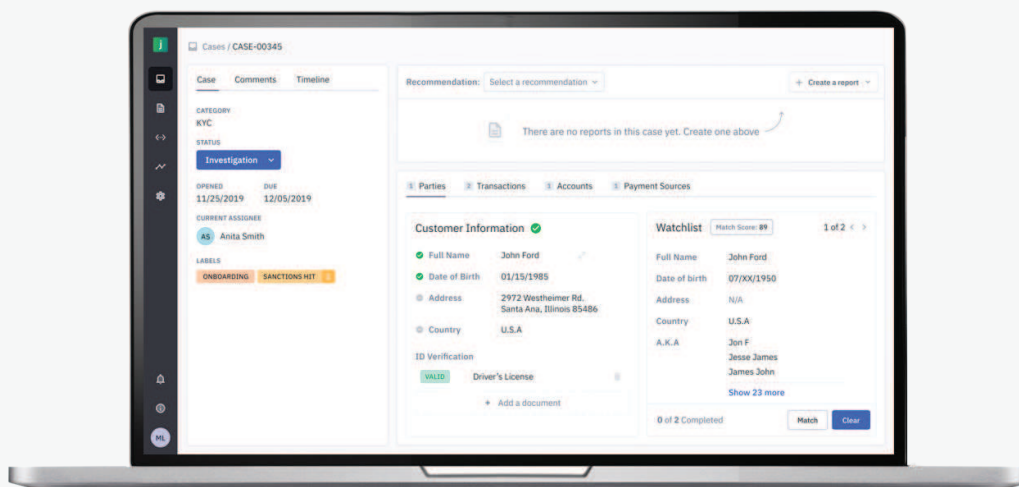 j
Cases / CASE-00345
Case Comments Timeline
CATEGORY
KYC
STATUS
Investigation
OPENED DUE
11/25/2019 12/05/2019
CURRENT ASSIGNEE
AS Anita Smith
LABELS
ONBOARDING SANCTIONS HIT
ML
Recommendation: Select a recommendation
+ Create a report
There are no reports in this case yet. Create one above
Parties Transactions Accounts Payment Sources
Customer Information
Full Name John Ford
Date of Birth 01/15/1985
Address 2972 Westheimer Rd.
Santa Ana, Illinois 85486
Country U.S.A
ID Verification
VALID Driver's License
+ Add a document
Watchlist Match Score: 89 1 of 2 < >
Full Name John Ford
Date of birth 07/XX/1950
Address N/A
Country U.S.A
A.K.A Jon F
Jesse James
James John
Show 23 more
0 of 2 Completed Match Clear